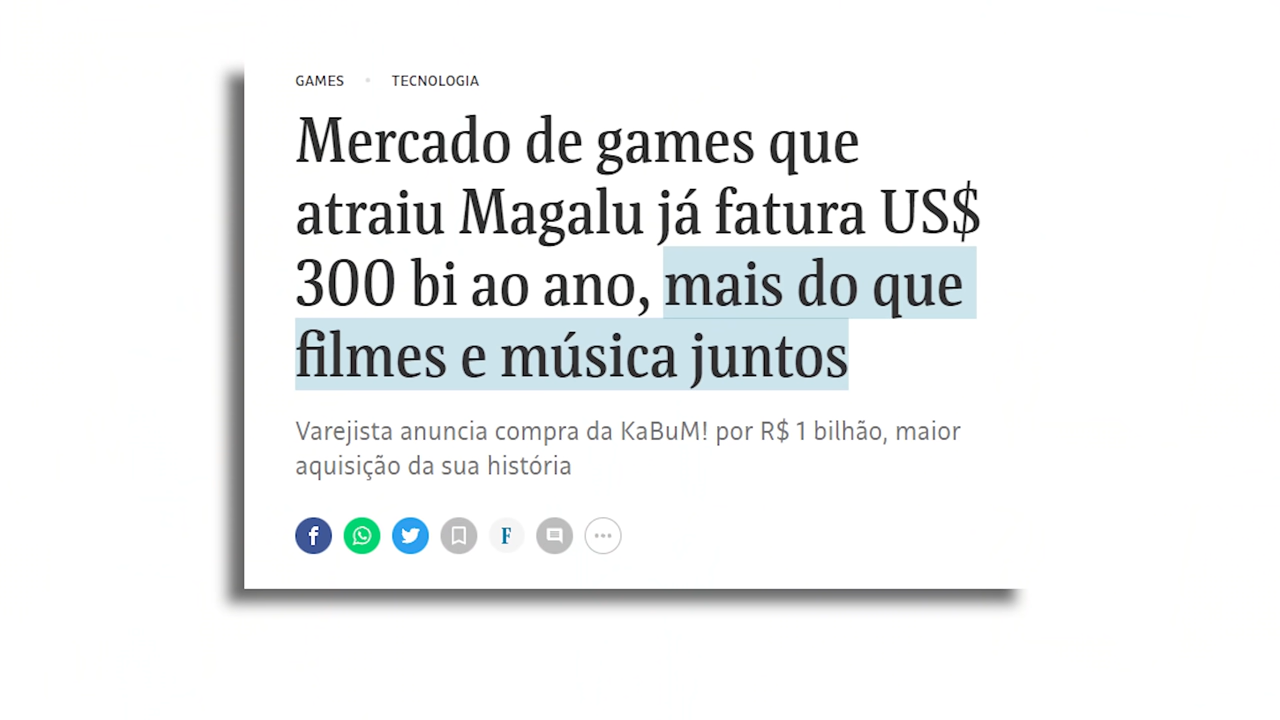 GAMES • TECNOLOGIA
Mercado de games que
atraiu Magalu já fatura US$
300 bi ao ano, mais do que
filmes e música juntos
Varejista anuncia compra da KaBuM! por R$ 1 bilhão, maior
aquisição da sua história
F